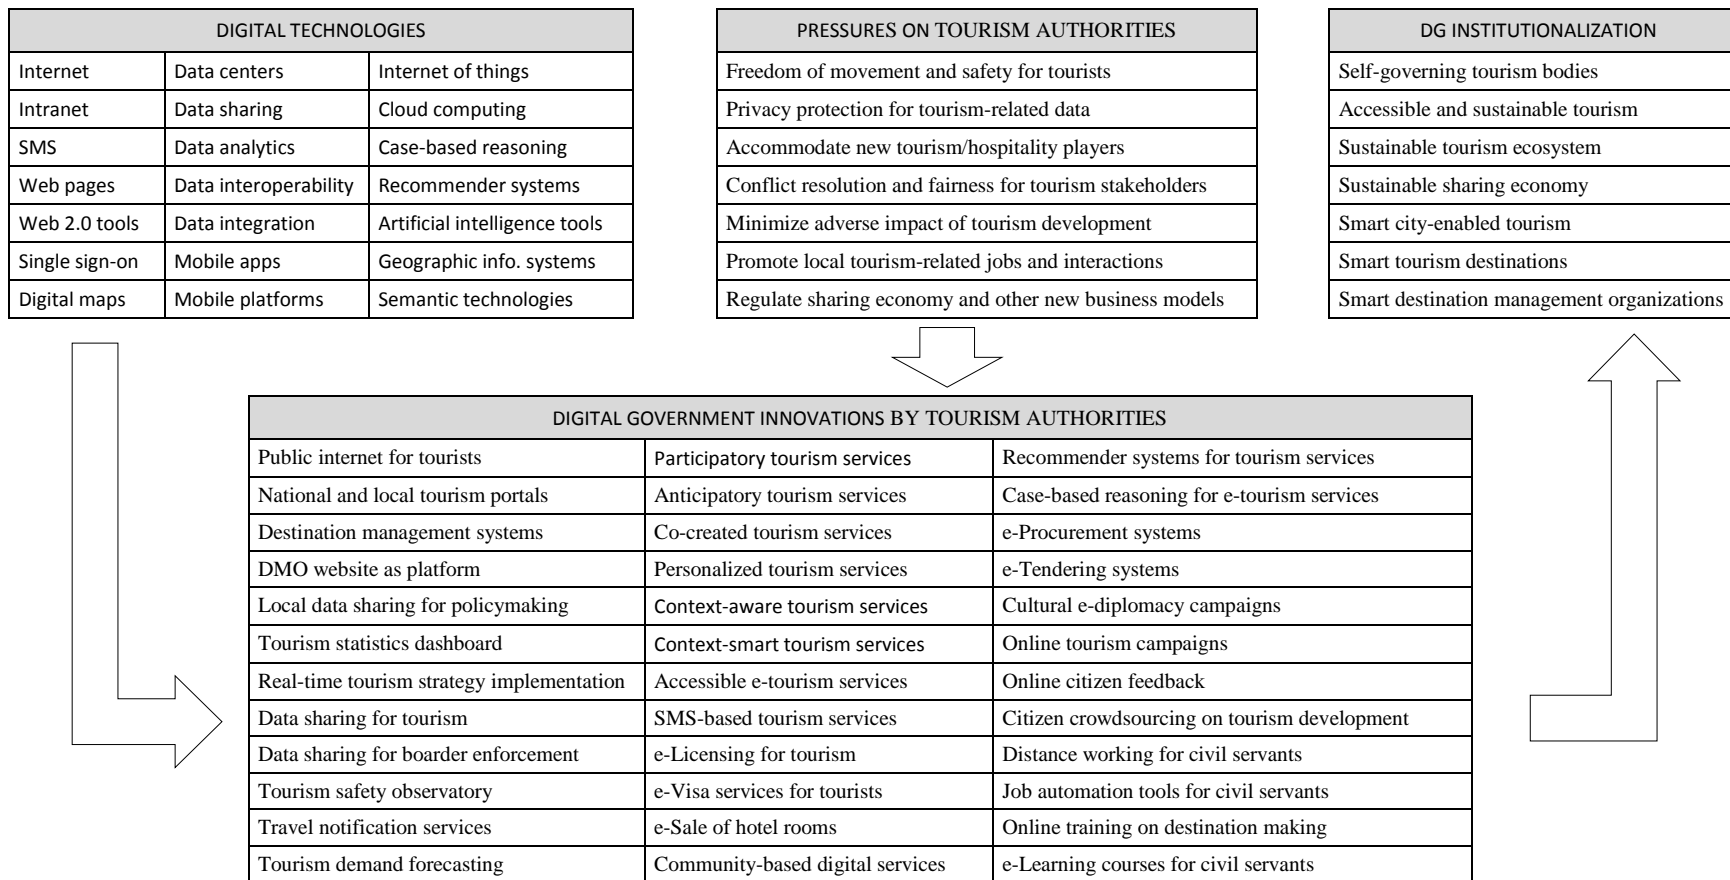 DIGITAL TECHNOLOGIES
Internet Data centers Internet of things
Intranet Data sharing Cloud computing
SMS Data analytics Case-based reasoning
Web pages Data interoperability Recommender systems
Web 2.0 tools Data integration Artificial intelligence tools
Single sign-on Mobile apps Geographic info. systems
Digital maps Mobile platforms Semantic technologies
PRESSURES ON TOURISM AUTHORITIES
Freedom of movement and safety for tourists
Privacy protection for tourism-related data
Accommodate new tourism/hospitality players
Conflict resolution and fairness for tourism stakeholders
Minimize adverse impact of tourism development
Promote local tourism-related jobs and interactions
Regulate sharing economy and other new business models
DG INSTITUTIONALIZATION
Self-governing tourism bodies
Accessible and sustainable tourism
Sustainable tourism ecosystem
Sustainable sharing economy
Smart city-enabled tourism
Smart tourism destinations
Smart destination management organizations
DIGITAL GOVERNMENT INNOVATIONS BY TOURISM AUTHORITIES
Public internet for tourists Participatory tourism services Recommender systems for tourism services
National and local tourism portals Anticipatory tourism services Case-based reasoning for e-tourism services
Destination management systems Co-created tourism services e-Procurement systems
DMO website as platform Personalized tourism services e-Tendering systems
Local data sharing for policymaking Context-aware tourism services Cultural e-diplomacy campaigns
Tourism statistics dashboard Context-smart tourism services Online tourism campaigns
Real-time tourism strategy implementation Accessible e-tourism services Online citizen feedback
Data sharing for tourism SMS-based tourism services Citizen crowdsourcing on tourism development
Data sharing for boarder enforcement e-Licensing for tourism Distance working for civil servants
Tourism safety observatory e-Visa services for tourists Job automation tools for civil servants
Travel notification services e-Sale of hotel rooms Online training on destination making
Tourism demand forecasting Community-based digital services e-Learning courses for civil servants